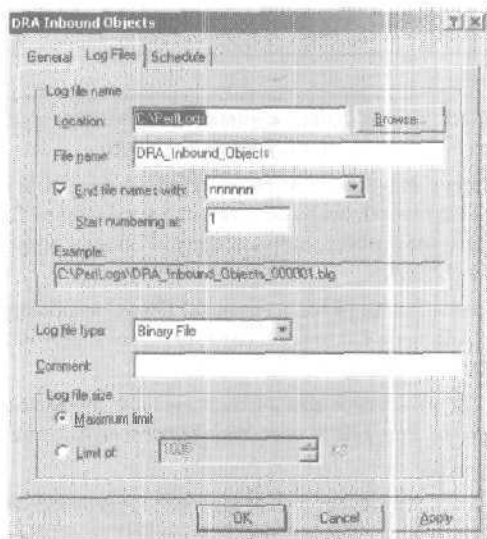 DRA Inbound Objects
General Log Files Schedule
Log file name
Location: C:\PerfLogs Browse...
File name: DRA_Inbound_Objects
End file names with: nnnnnn
Start numbering at: 1
Example:
C:\PerfLogs\DRA_Inbound_Objects_000001.blg
Log file type: Binary File
Comment:
Log file size
Maximum limit
Limit of: KB
OK Cancel Apply